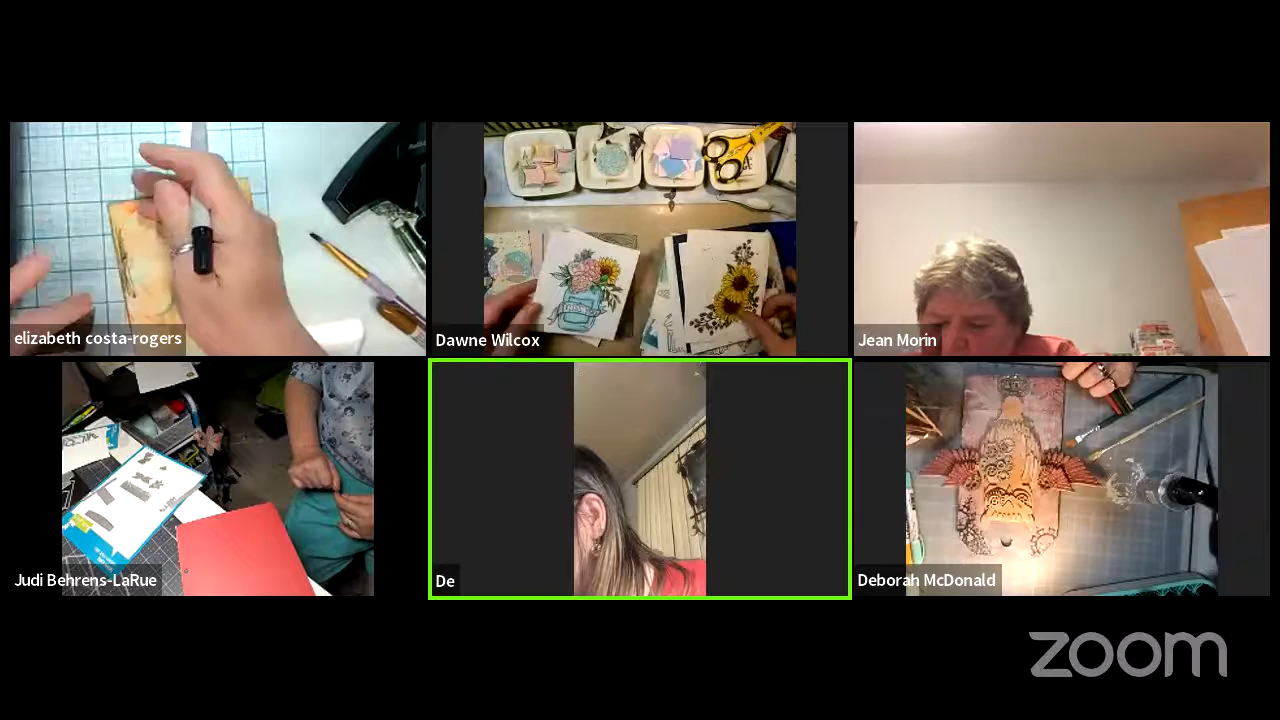 elizabeth costa-rogers
Dawne Wilcox
Jean Morin
Judi Behrens-LaRue
De
Deborah McDonald
zoom